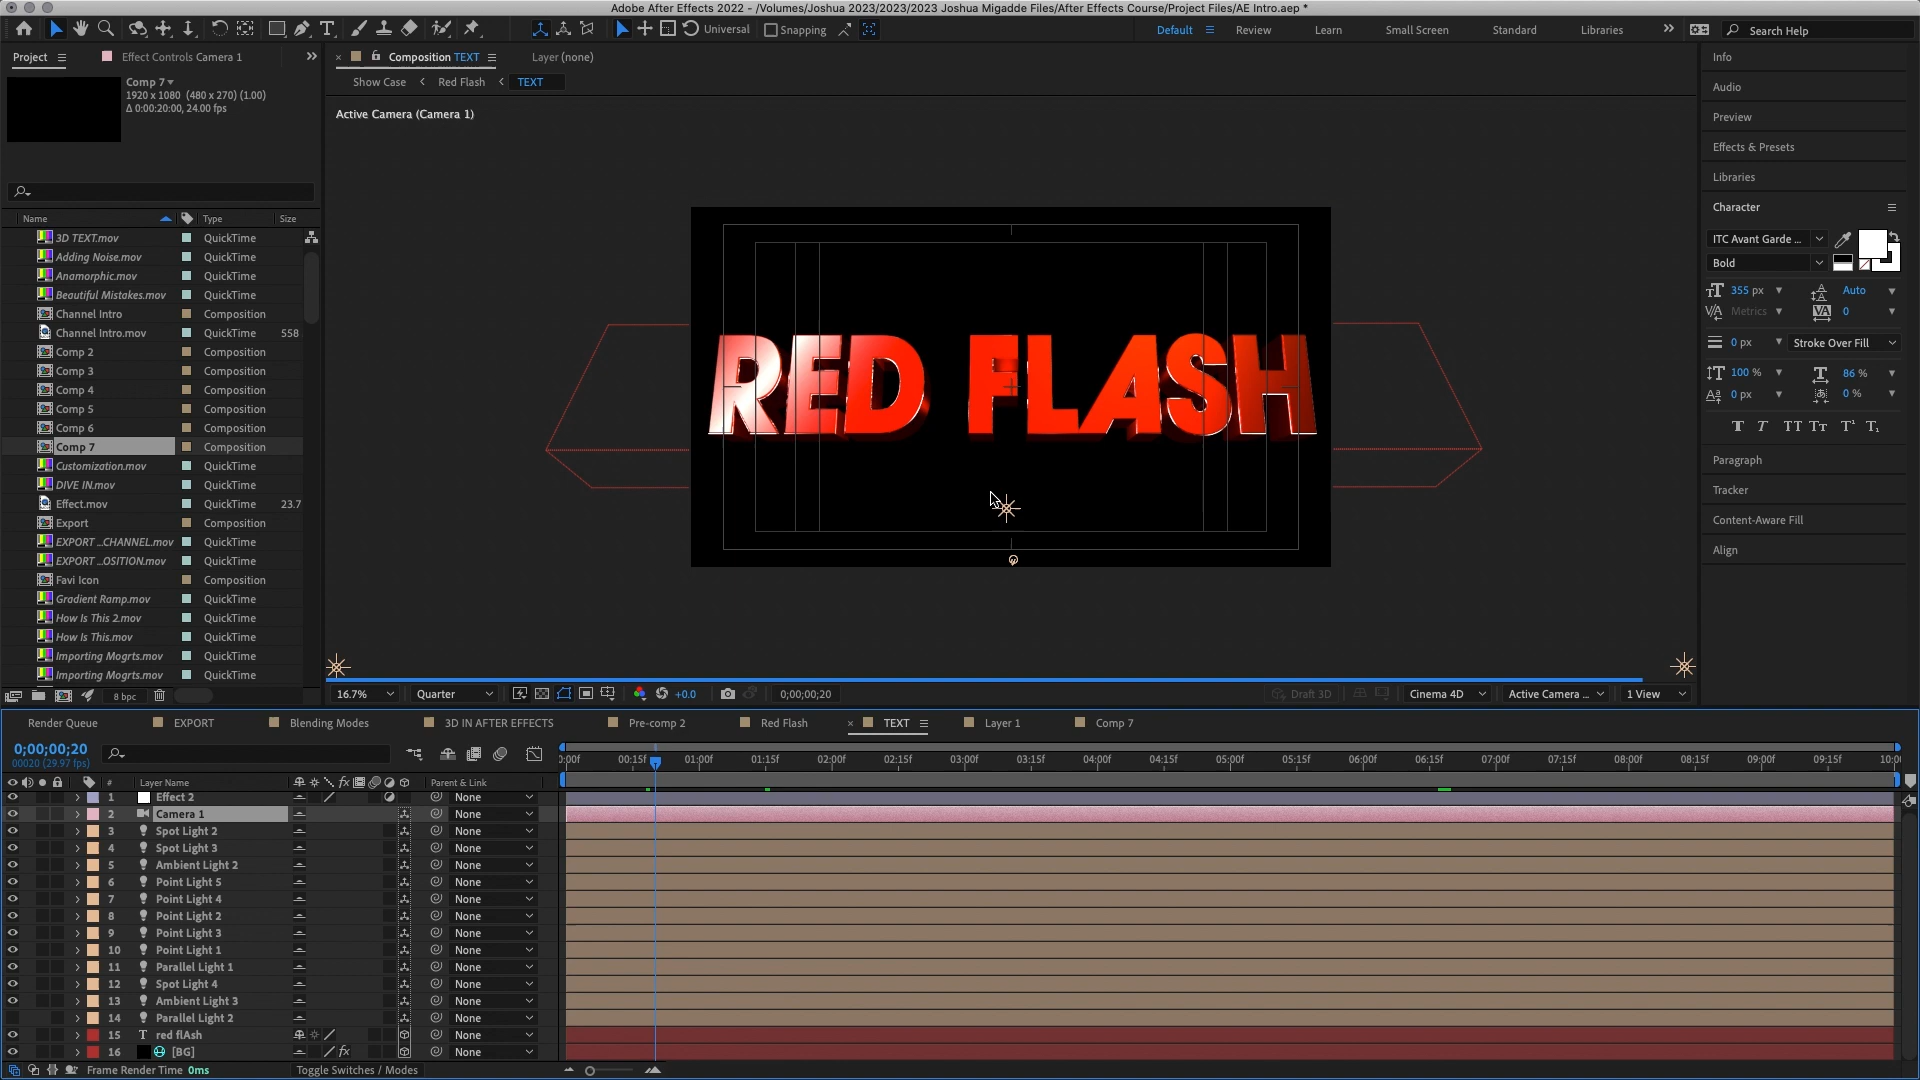 Adobe After Effects 2022 - /Volumes/Joshua 2023/2023/2023 Joshua Migadde Files/After Effects Course/Project Files/AE Intro.aep *
Universal
Snapping
Default
Review
Learn
Small Screen
Standard
Libraries
Search Help
Project
Effect Controls Camera 1
Composition TEXT
Layer (none)
Show Case
Red Flash
TEXT
Comp 7
1920 x 1080 (480 x 270) (1.00)
Δ 0:00:20:00, 24.00 fps
Active Camera (Camera 1)
Name
Type
Size
3D TEXT.mov QuickTime
Adding Noise.mov QuickTime
Anamorphic.mov QuickTime
Beautiful Mistakes.mov QuickTime
Channel Intro Composition
Channel Intro.mov QuickTime 558
Comp 2 Composition
Comp 3 Composition
Comp 4 Composition
Comp 5 Composition
Comp 6 Composition
Comp 7 Composition
Customization.mov QuickTime
DIVE IN.mov QuickTime
Effect.mov QuickTime 23.7
Export Composition
EXPORT ...CHANNEL.mov QuickTime
EXPORT ...OSITION.mov QuickTime
Favi Icon Composition
Gradient Ramp.mov QuickTime
How Is This 2.mov QuickTime
How Is This.mov QuickTime
Importing Mogrts.mov QuickTime
Importing Mogrts.mov QuickTime
8 bpc
RED FLASH
16.7%
Quarter
+0.0
0;00;00;20
Draft 3D
Cinema 4D
Active Camera ...
1 View
Info
Audio
Preview
Effects & Presets
Libraries
Character
ITC Avant Garde ...
Bold
355 px
Auto
Metrics
0
0 px
Stroke Over Fill
100 %
86 %
0 px
0 %
Paragraph
Tracker
Content-Aware Fill
Align
Render Queue
EXPORT
Blending Modes
3D IN AFTER EFFECTS
Pre-comp 2
Red Flash
TEXT
Layer 1
Comp 7
0;00;00;20
00020 (29.97 fps)
0:00f 00:15f 01:00f 01:15f 02:00f 02:15f 03:00f 03:15f 04:00f 04:15f 05:00f 05:15f 06:00f 06:15f 07:00f 07:15f 08:00f 08:15f 09:00f 09:15f 10:00
# Layer Name
Parent & Link
1 Effect 2 None
2 Camera 1 None
3 Spot Light 2 None
4 Spot Light 3 None
5 Ambient Light 2 None
6 Point Light 5 None
7 Point Light 4 None
8 Point Light 2 None
9 Point Light 3 None
10 Point Light 1 None
11 Parallel Light 1 None
12 Spot Light 4 None
13 Ambient Light 3 None
14 Parallel Light 2 None
15 red flAsh None
16 [BG] None
Frame Render Time 0ms
Toggle Switches / Modes